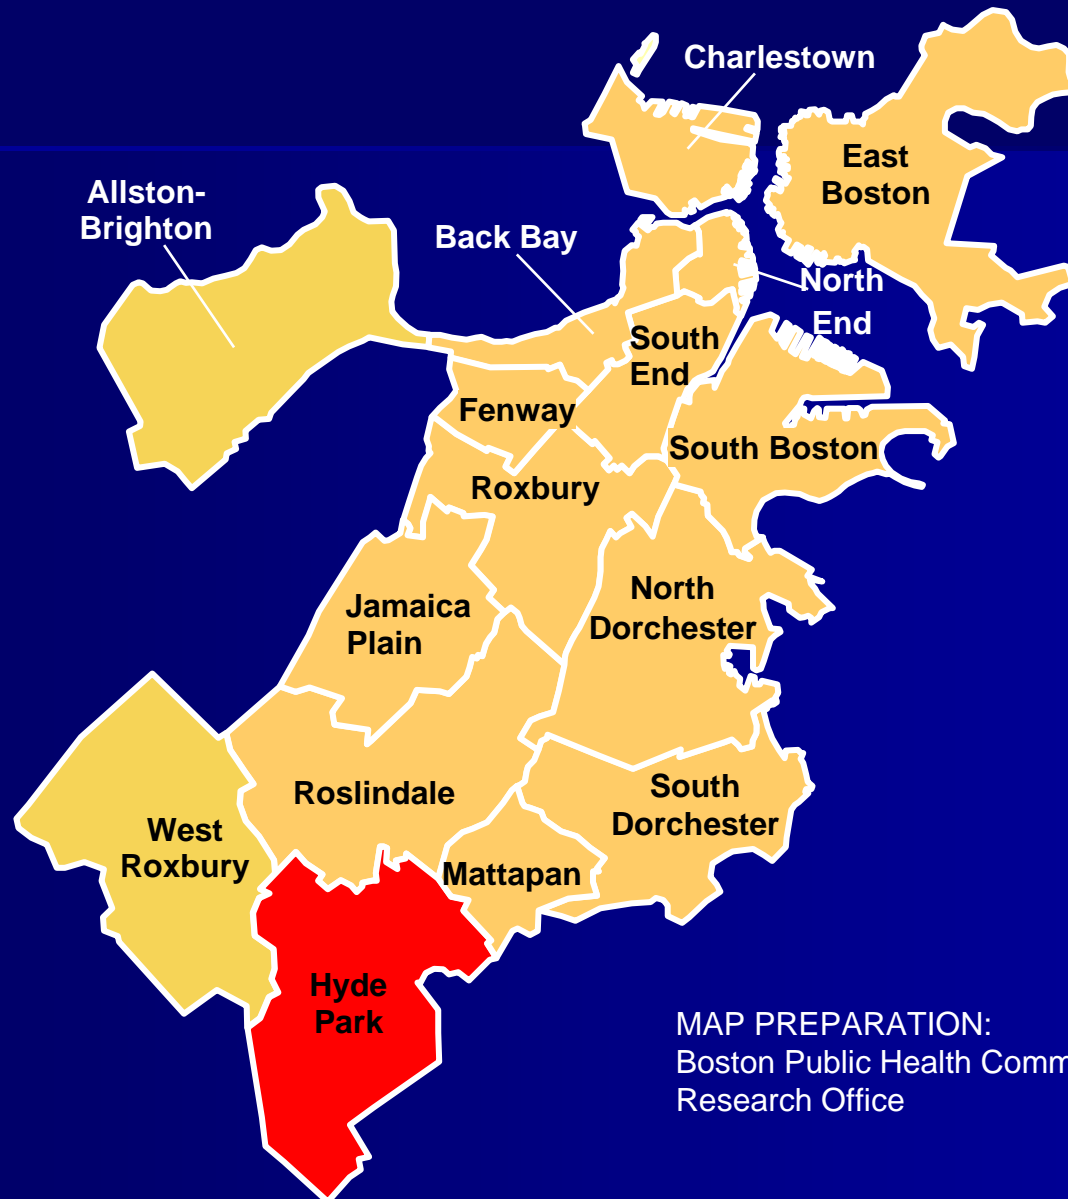 Charlestown
East
Boston
Allston-
Brighton
Back Bay
North
End
South
End
Fenway
South Boston
Roxbury
North
Dorchester
Jamaica
Plain
Roslindale
South
Dorchester
West
Roxbury
Mattapan
Hyde
Park
MAP PREPARATION:
Boston Public Health Comm
Research Office